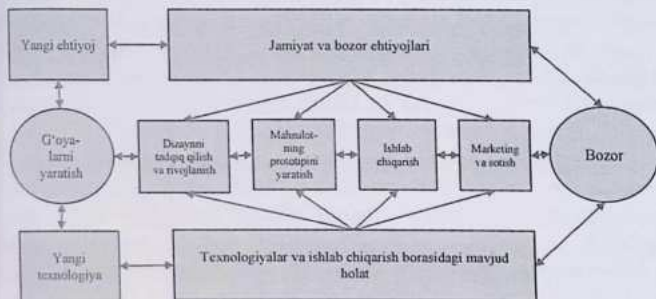 Yangi ehtiyoj
Jamiyat va bozor ehtiyojlari
G‘oya-
larni
yaratish
Dizaynni
tadqiq qilish
va rivojlanish
Mahsulot-
ning
prototipini
yaratish
Ishlab
chiqarish
Marketing
va sotish
Bozor
Yangi
texnologiya
Texnologiyalar va ishlab chiqarish borasidagi mavjud
holat